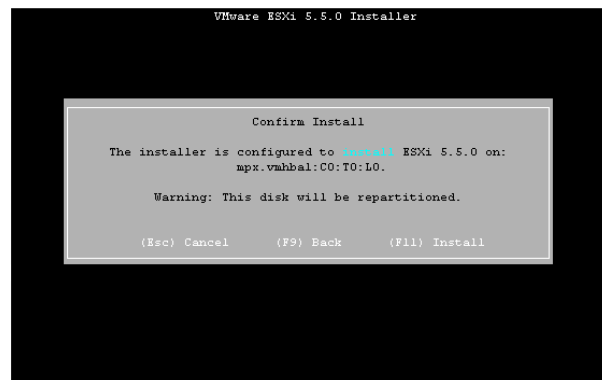 VMware ESXi 5.5.0 Installer
Confirm Install
The installer is configured to install ESXi 5.5.0 on:
mpx.vmhba1:C0:T0:L0.
Warning: This disk will be repartitioned.
(Esc) Cancel (F9) Back (F11) Install